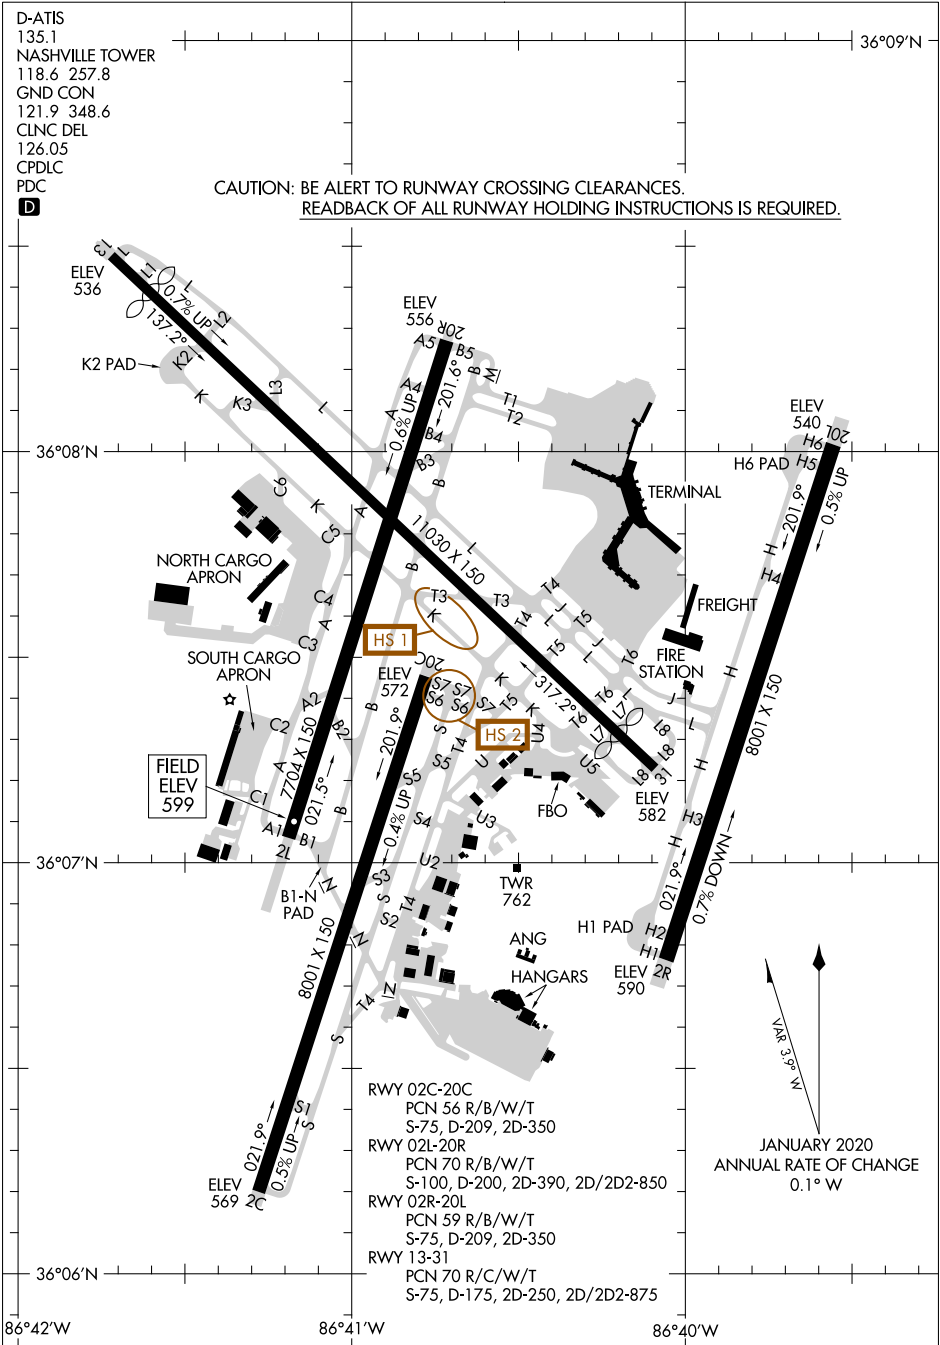 D-ATIS
135.1
NASHVILLE TOWER
118.6 257.8
GND CON
121.9 348.6
CLNC DEL
126.05
CPDLC
PDC
D
36°09'N
CAUTION: BE ALERT TO RUNWAY CROSSING CLEARANCES.
READBACK OF ALL RUNWAY HOLDING INSTRUCTIONS IS REQUIRED.
13
L
L1
L
ELEV
536
0.7% UP
137.2°
L2
K2 PAD
K2
K
K3
L3
L
ELEV
556
20R
A5
B5
B
M
A4
A
201.6°
0.6% UP
T1
T2
B4
B3
B
ELEV
540
20L
H6
H5
H6 PAD
201.9°
0.5% UP
36°08'N
TERMINAL
C6
K
A
C5
11030 X 150
L
NORTH CARGO
APRON
B
H
H4
T4
C4
A
C3
T3
T3
K
HS 1
T4
J
L
T5
J
T5
L
T6
FREIGHT
FIRE
STATION
SOUTH CARGO
APRON
20C
ELEV
572
S7
S7
S6
S6
S7
HS 2
K
T5
K
317.2°
T6
T6
L7
L7
L
J
L
L8
L8
H
H
8001 X 150
A2
C2
B2
B
201.9°
S
T4
U4
U
U5
L8
31
ELEV
582
7704 X 150
021.5°
A
C1
FIELD
ELEV
599
A1
B1
2L
B
0.4% UP
S5
S5
S4
U3
FBO
H3
H
36°07'N
B1-N
PAD
N
S3
S
T4
S2
U2
TWR
762
021.9°
0.7% DOWN
N
8001 X 150
H1 PAD
H2
H1
ANG
HANGARS
ELEV
590
2R
N
T4
S
VAR 3.9° W
S1
S
021.9°
0.5% UP
ELEV
569
2C
RWY 02C-20C
PCN 56 R/B/W/T
S-75, D-209, 2D-350
RWY 02L-20R
PCN 70 R/B/W/T
S-100, D-200, 2D-390, 2D/2D2-850
RWY 02R-20L
PCN 59 R/B/W/T
S-75, D-209, 2D-350
RWY 13-31
PCN 70 R/C/W/T
S-75, D-175, 2D-250, 2D/2D2-875
JANUARY 2020
ANNUAL RATE OF CHANGE
0.1° W
36°06'N
86°42'W
86°41'W
86°40'W